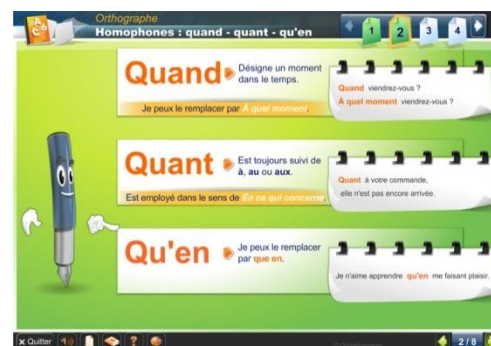 Orthographe
Homophones : quand - quant - qu'en
1 2 3 4
Quand
Désigne un moment
dans le temps.
Je peux le remplacer par À quel moment.
Quand viendrez-vous ?
À quel moment viendrez-vous ?
Quant
Est toujours suivi de
à, au ou aux.
Est employé dans le sens de En ce qui concerne.
Quant à votre commande,
elle n'est pas encore arrivée.
Qu'en
Je peux le remplacer
par que en.
Je n'aime apprendre qu'en me faisant plaisir.
x Quitter
?
2 / 8